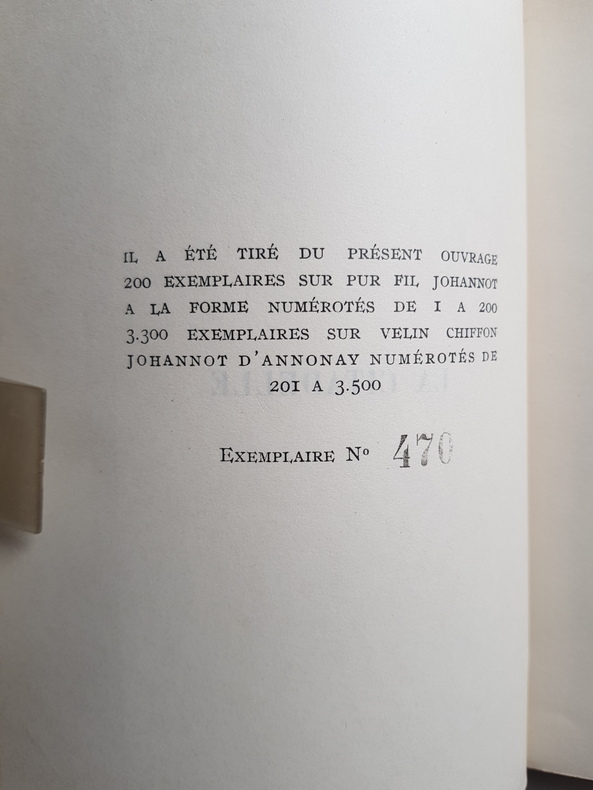 IL A ÉTÉ TIRÉ DU PRÉSENT OUVRAGE
200 EXEMPLAIRES SUR PUR FIL JOHANNOT
A LA FORME NUMÉROTÉS DE I A 200
3.300 EXEMPLAIRES SUR VELIN CHIFFON
JOHANNOT D'ANNONAY NUMÉROTÉS DE
201 A 3.500
EXEMPLAIRE Nº 470